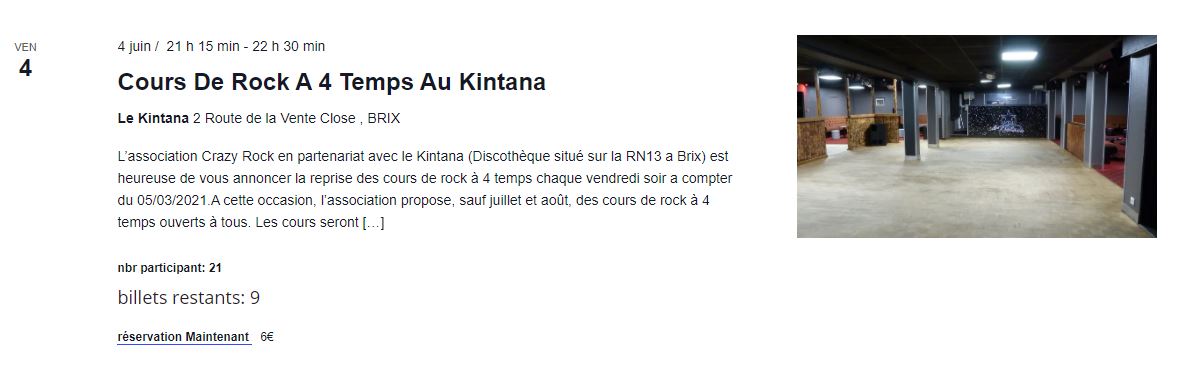 VEN
4
4 juin / 21 h 15 min - 22 h 30 min
Cours De Rock A 4 Temps Au Kintana
Le Kintana 2 Route de la Vente Close , BRIX
L’association Crazy Rock en partenariat avec le Kintana (Discothèque situé sur la RN13 a Brix) est
heureuse de vous annoncer la reprise des cours de rock à 4 temps chaque vendredi soir a compter
du 05/03/2021.A cette occasion, l’association propose, sauf juillet et août, des cours de rock à 4
temps ouverts à tous. Les cours seront […]
nbr participant: 21
billets restants: 9
réservation Maintenant 6€